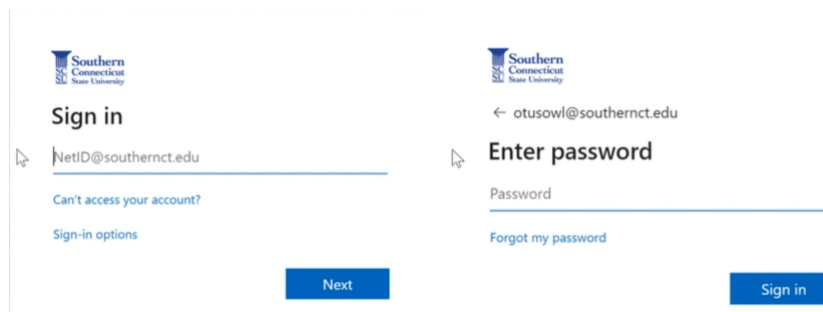 Southern
Connecticut
State University
Sign in
NetID@southernct.edu
Can't access your account?
Sign-in options
Next
Southern
Connecticut
State University
← otusowl@southernct.edu
Enter password
Password
Forgot my password
Sign in